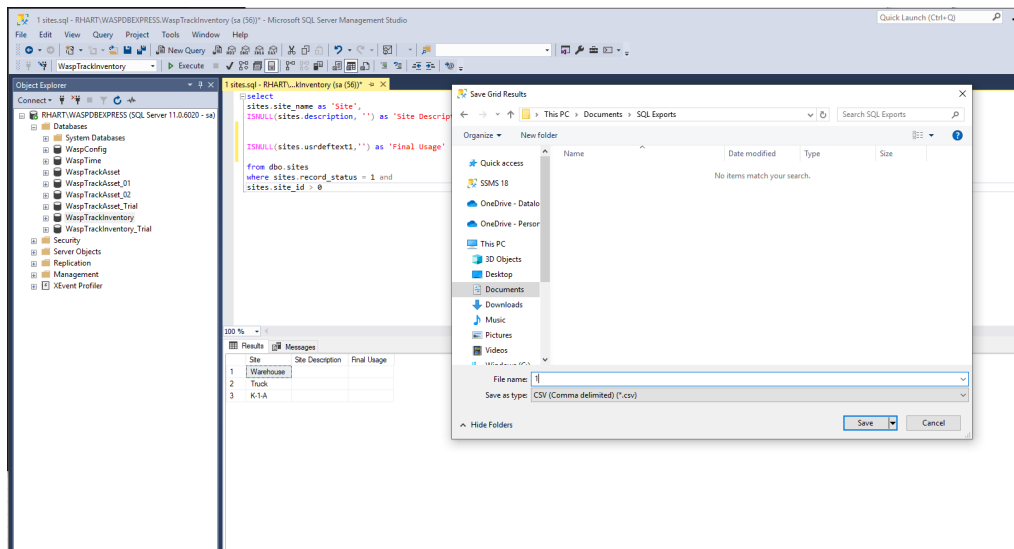 1 sites.sql - RHART\WASPDBEXPRESS.WaspTrackInventory (sa (56))* - Microsoft SQL Server Management Studio
Quick Launch (Ctrl+Q)
File Edit View Query Project Tools Window Help
New Query
WaspTrackInventory Execute
Object Explorer
Connect
RHART\WASPDBEXPRESS (SQL Server 11.0.6020 - sa)
Databases
System Databases
WaspConfig
WaspTime
WaspTrackAsset
WaspTrackAsset_01
WaspTrackAsset_02
WaspTrackAsset_Trial
WaspTrackInventory
WaspTrackInventory_Trial
Security
Server Objects
Replication
Management
XEvent Profiler
1 sites.sql - RHART\...kInventory (sa (56))*
select
sites.site_name as 'Site',
ISNULL(sites.description, '') as 'Site Descript
ISNULL(sites.usrdeftext1,'') as 'Final Usage'
from dbo.sites
where sites.record_status = 1 and
sites.site_id > 0
100 %
Results Messages
Site Site Description Final Usage
1 Warehouse
2 Truck
3 K-1-A
Save Grid Results
This PC > Documents > SQL Exports
Search SQL Exports
Organize New folder
Name Date modified Type Size
No items match your search.
Quick access
SSMS 18
OneDrive - Datalo
OneDrive - Person
This PC
3D Objects
Desktop
Documents
Downloads
Music
Pictures
Videos
File name: 1
Save as type: CSV (Comma delimited) (*.csv)
Hide Folders
Save Cancel